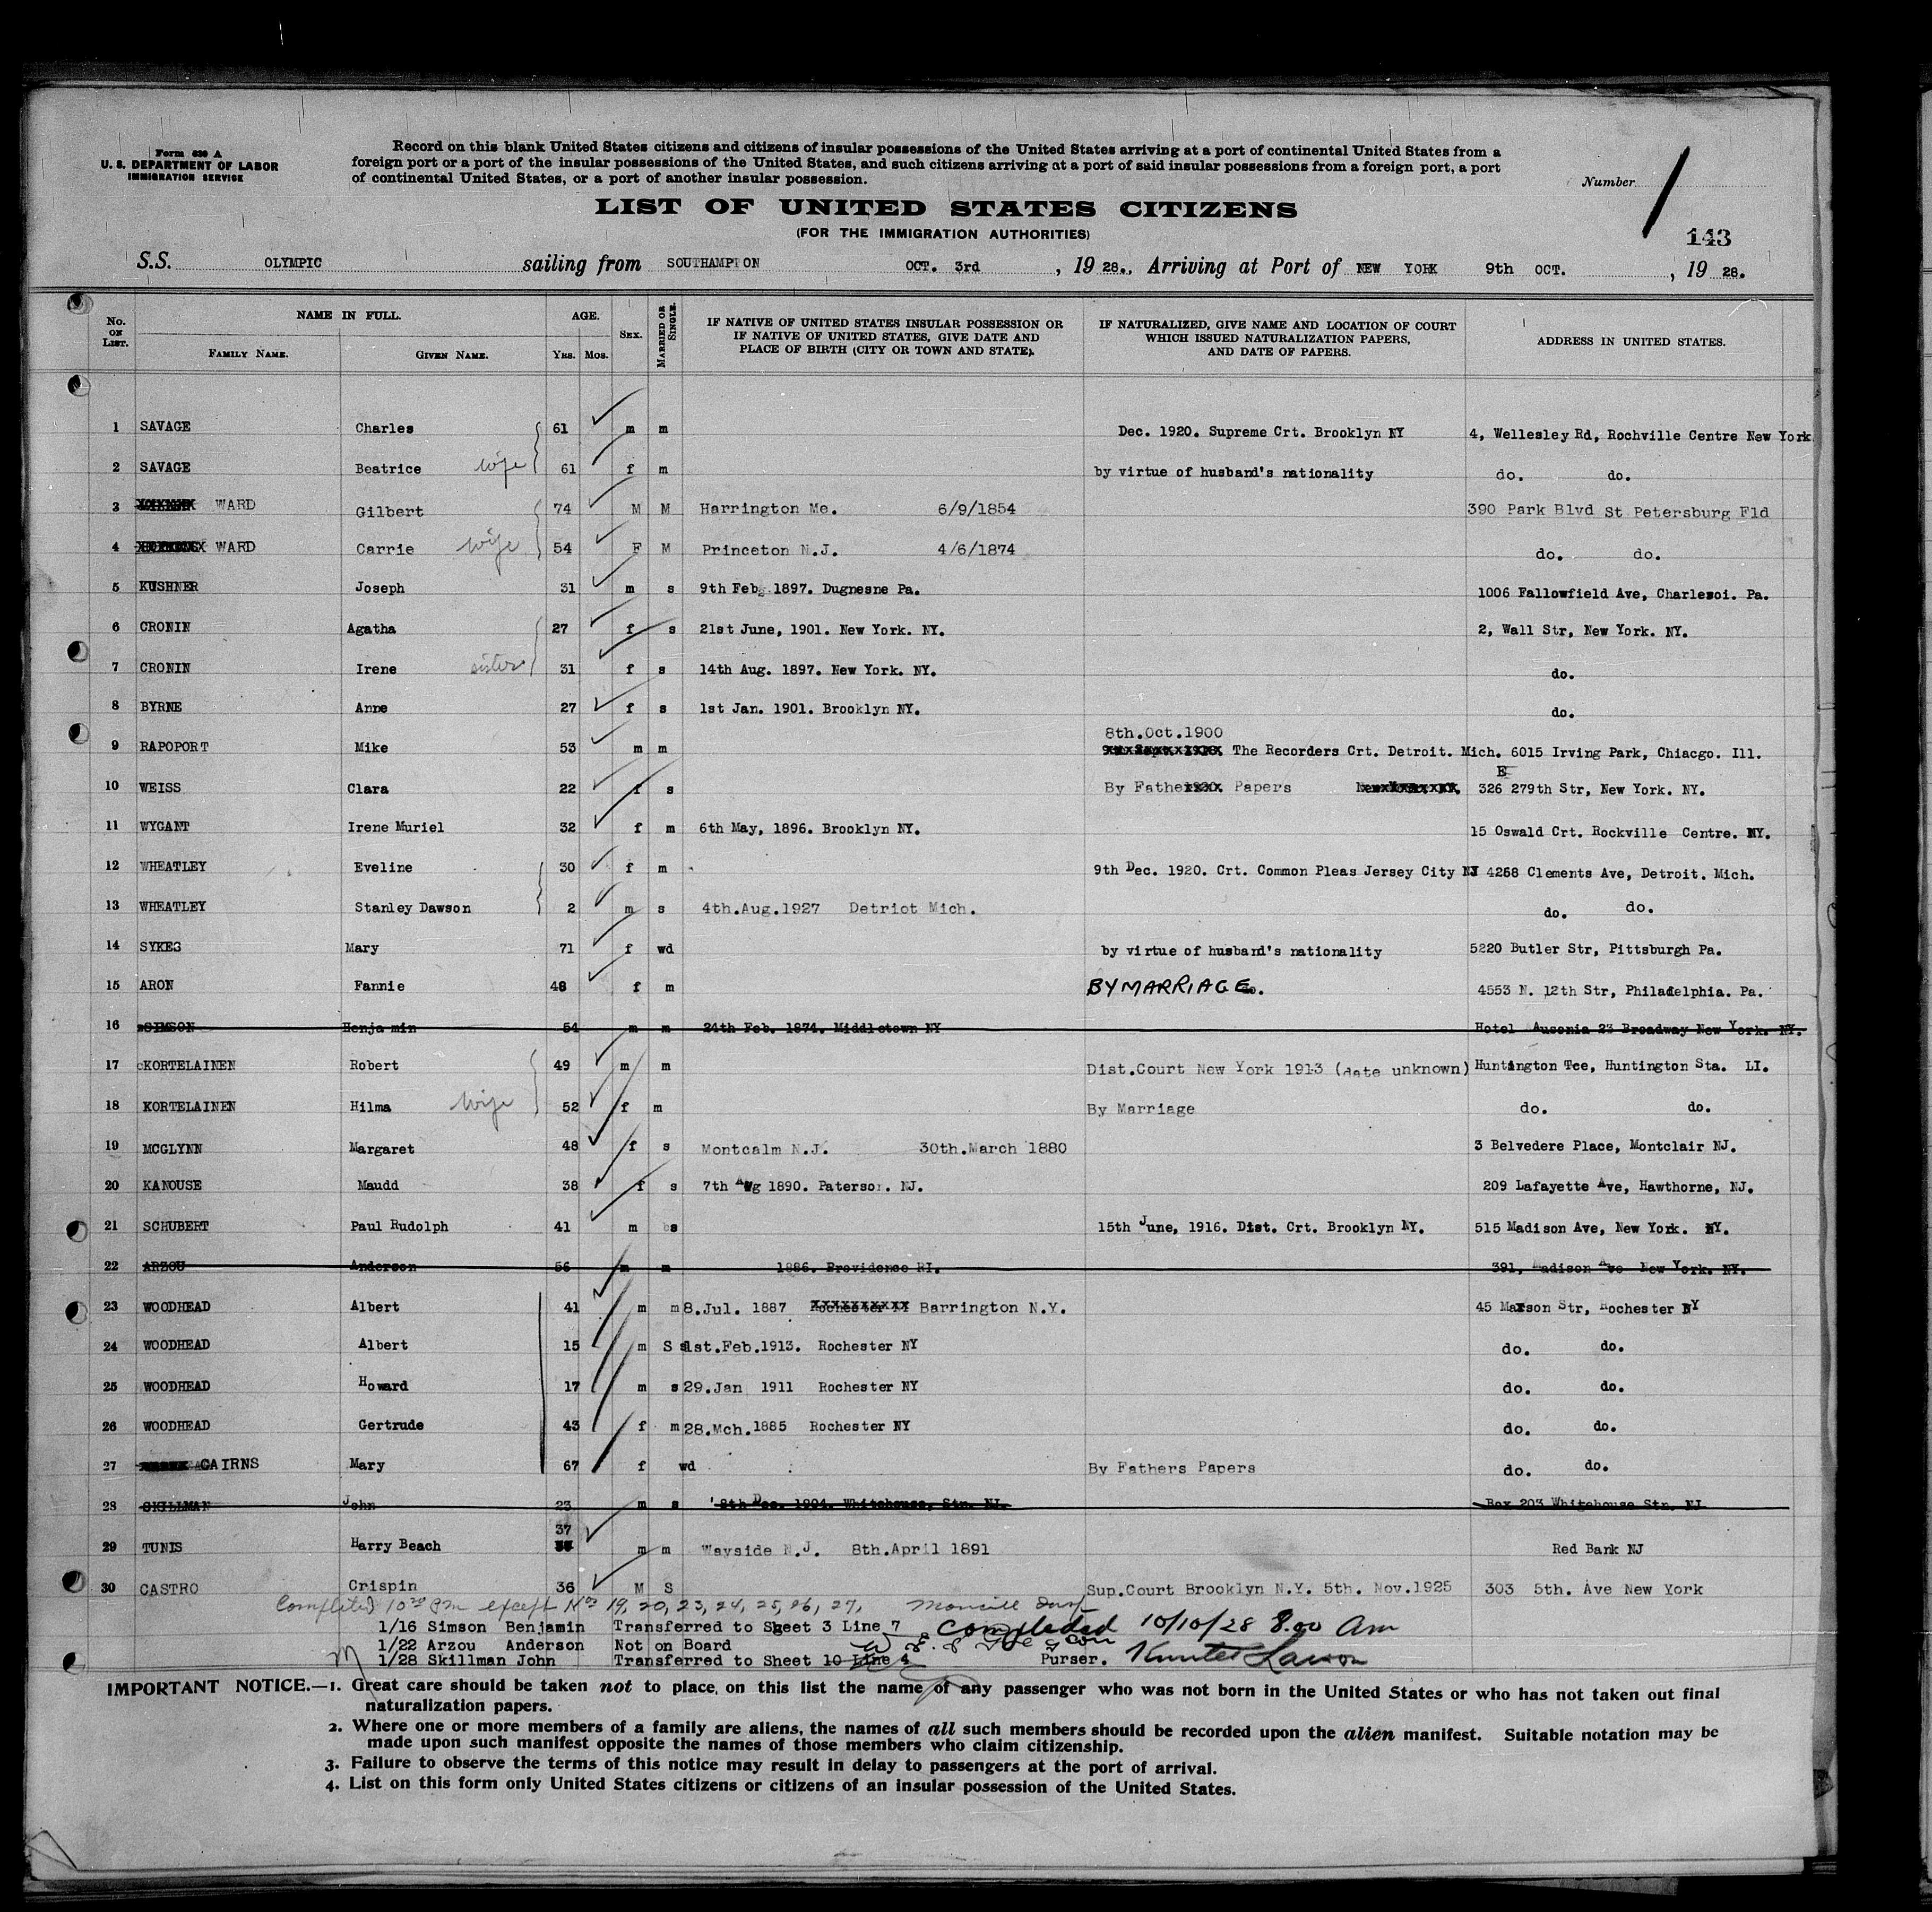 Form 630 A
U. S. DEPARTMENT OF LABOR
IMMIGRATION SERVICE
Record on this blank United States citizens and citizens of insular possessions of the United States arriving at a port of continental United States from a
foreign port or a port of the insular possessions of the United States, and such citizens arriving at a port of said insular possessions from a foreign port, a port
of continental United States, or a port of another insular possession.
Number 1
LIST OF UNITED STATES CITIZENS
(FOR THE IMMIGRATION AUTHORITIES)
143
S.S. OLYMPIC sailing from SOUTHAMPTON OCT. 3rd , 19 28., Arriving at Port of NEW YORK 9th OCT. , 19 28.
No. on List. NAME IN FULL. Family Name. Given Name. AGE. Yrs. Mos. Sex. Married or Single. IF NATIVE OF UNITED STATES INSULAR POSSESSION OR IF NATIVE OF UNITED STATES, GIVE DATE AND PLACE OF BIRTH (CITY OR TOWN AND STATE). IF NATURALIZED, GIVE NAME AND LOCATION OF COURT WHICH ISSUED NATURALIZATION PAPERS, AND DATE OF PAPERS. ADDRESS IN UNITED STATES.
1 SAVAGE Charles 61 m m Dec. 1920. Supreme Crt. Brooklyn NY 4, Wellesley Rd, Rochville Centre New York
2 SAVAGE Beatrice wife 61 f m by virtue of husband's nationality do. do.
3 WARD Gilbert 74 M M Harrington Me. 6/9/1854 390 Park Blvd St Petersburg Fld
4 WARD Carrie wife 54 F M Princeton N.J. 4/6/1874 do. do.
5 KUSHNER Joseph 31 m s 9th Feb. 1897. Dugnesne Pa. 1006 Fallowfield Ave, Charleroi. Pa.
6 CRONIN Agatha 27 f s 21st June, 1901. New York. NY. 2, Wall Str, New York. NY.
7 CRONIN Irene sister 31 f s 14th Aug. 1897. New York. NY. do.
8 BYRNE Anne 27 f s 1st Jan. 1901. Brooklyn NY. do.
9 RAPOPORT Mike 53 m m 8th.Oct.1900 The Recorders Crt. Detroit. Mich. 6015 Irving Park, Chiacgo. Ill.
10 WEISS Clara 22 f s By Father Papers 326 E 279th Str, New York. NY.
11 WYGANT Irene Muriel 32 f m 6th May, 1896. Brooklyn NY. 15 Oswald Crt. Rockville Centre. NY.
12 WHEATLEY Eveline 30 f m 9th Dec. 1920. Crt. Common Pleas Jersey City NJ 4268 Clements Ave, Detroit. Mich.
13 WHEATLEY Stanley Dawson 2 m s 4th.Aug.1927 Detriot Mich. do. do.
14 SYKES Mary 71 f wd by virtue of husband's nationality 5220 Butler Str, Pittsburgh Pa.
15 ARON Fannie 48 f m BY MARRIAGE. 4553 N. 12th Str, Philadelphia. Pa.
16 SIMSON Benjamin 54 m m 24th Feb. 1874. Middletown NY Hotel Ausonia 23 Broadway New York. NY.
17 KORTELAINEN Robert 49 m m Dist.Court New York 1913 (date unknown) Huntington Tce, Huntington Sta. LI.
18 KORTELAINEN Hilma wife 52 f m By Marriage do. do.
19 MCGLYNN Margaret 48 f s Montcalm N.J. 30th.March 1880 3 Belvedere Place, Montclair NJ.
20 KANOUSE Maudd 38 f s 7th Aug 1890. Paterson. NJ. 209 Lafayette Ave, Hawthorne, NJ.
21 SCHUBERT Paul Rudolph 41 m s 15th June, 1916. Dist. Crt. Brooklyn NY. 515 Madison Ave, New York. NY.
22 ARZOU Anderson 56 m m 1886. Providence RI. 391, Madison Ave New York. NY.
23 WOODHEAD Albert 41 m m 8.Jul. 1887 Barrington N.Y. 45 Marson Str, Rochester NY
24 WOODHEAD Albert 15 m S 1st.Feb.1913. Rochester NY do. do.
25 WOODHEAD Howard 17 m s 29.Jan 1911 Rochester NY do. do.
26 WOODHEAD Gertrude 43 f m 28.Mch.1885 Rochester NY do. do.
27 CAIRNS Mary 67 f wd By Fathers Papers do. do.
28 SKILLMAN John 23 m s 8th Dec. 1904. Whitehouse, Stn. NJ. Box 203 Whitehouse Stn. NJ
29 TUNIS Harry Beach 37 m m Wayside N.J. 8th.April 1891 Red Bank NJ
30 CASTRO Crispin 36 M S Sup.Court Brooklyn N.Y. 5th. Nov.1925 303 5th. Ave New York
Completed 10 Pm except Nos 19, 20, 23, 24, 25, 26, 27,
1/16 Simson Benjamin Transferred to Sheet 3 Line 7 Completed 10/10/28 8.00 Am
1/22 Arzou Anderson Not on Board
1/28 Skillman John Transferred to Sheet 10 Line 4 Purser.
IMPORTANT NOTICE.—1. Great care should be taken not to place on this list the name of any passenger who was not born in the United States or who has not taken out final
naturalization papers.
2. Where one or more members of a family are aliens, the names of all such members should be recorded upon the alien manifest. Suitable notation may be
made upon such manifest opposite the names of those members who claim citizenship.
3. Failure to observe the terms of this notice may result in delay to passengers at the port of arrival.
4. List on this form only United States citizens or citizens of an insular possession of the United States.